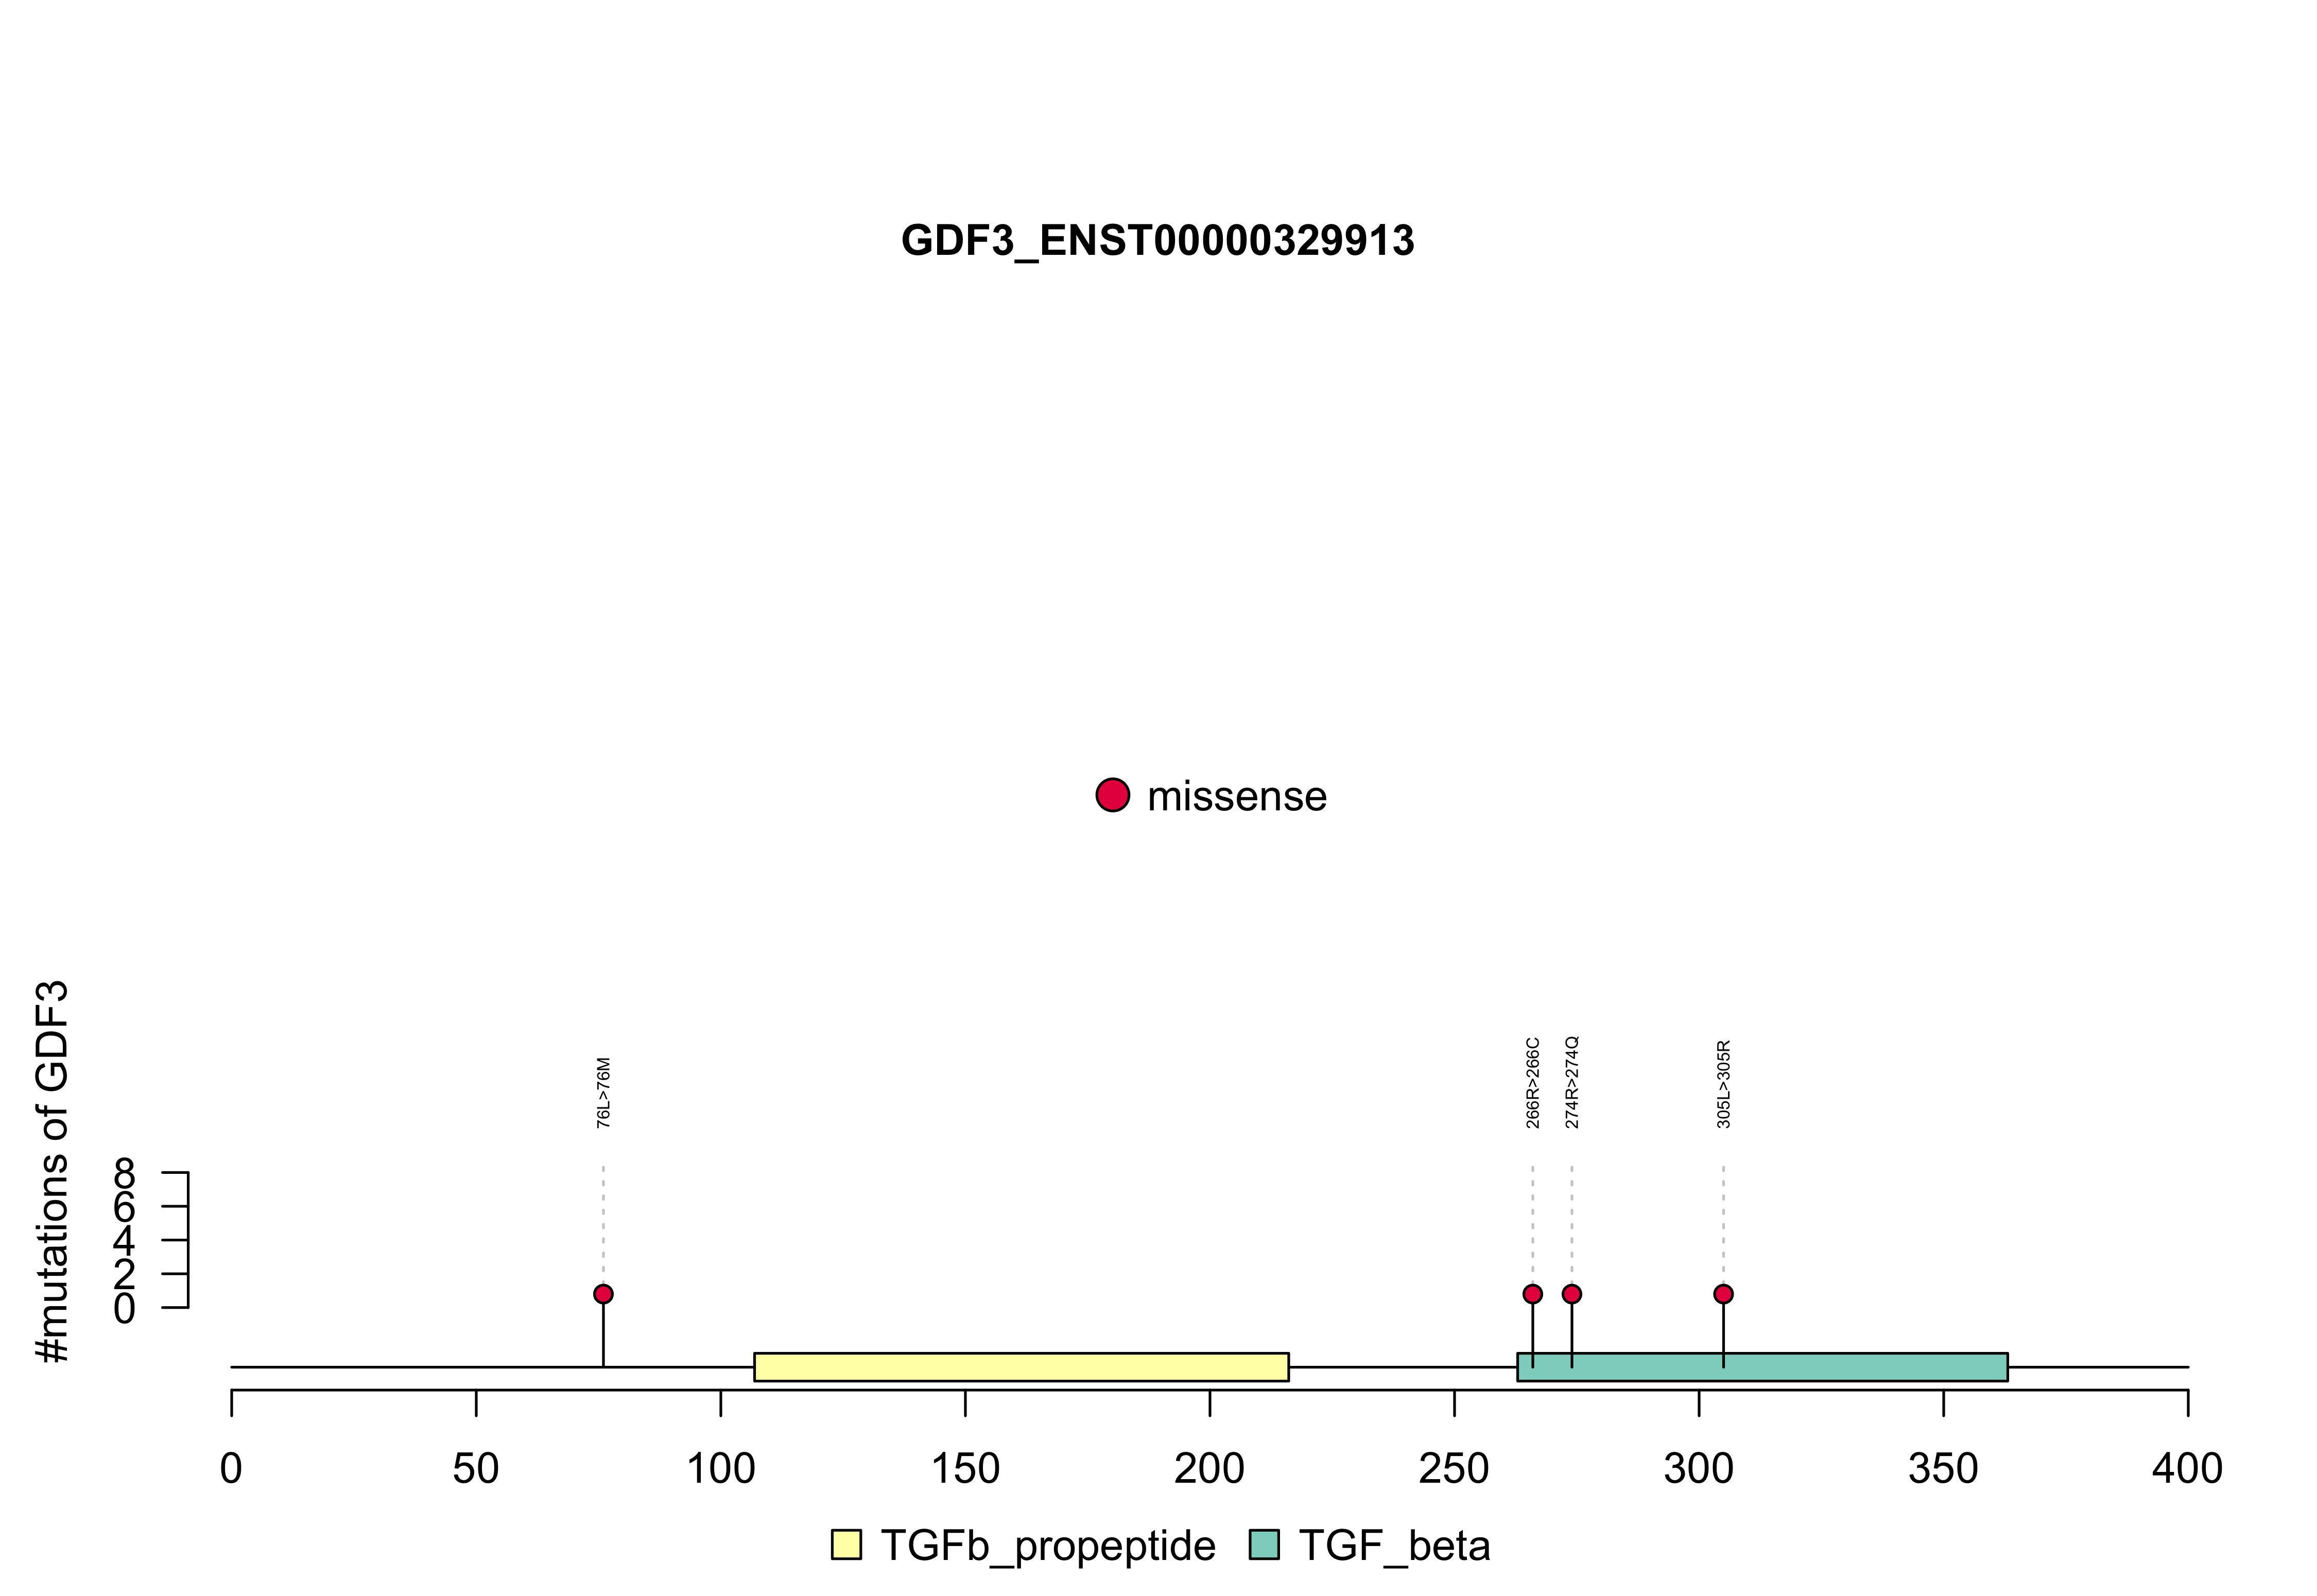 GDF3_ENST00000329913
missense
#mutations of GDF3
76L>76M
266R>266C
274R>274Q
305L>305R
8
6
4
2
0
0 50 100 150 200 250 300 350 400
TGFb_propeptide TGF_beta